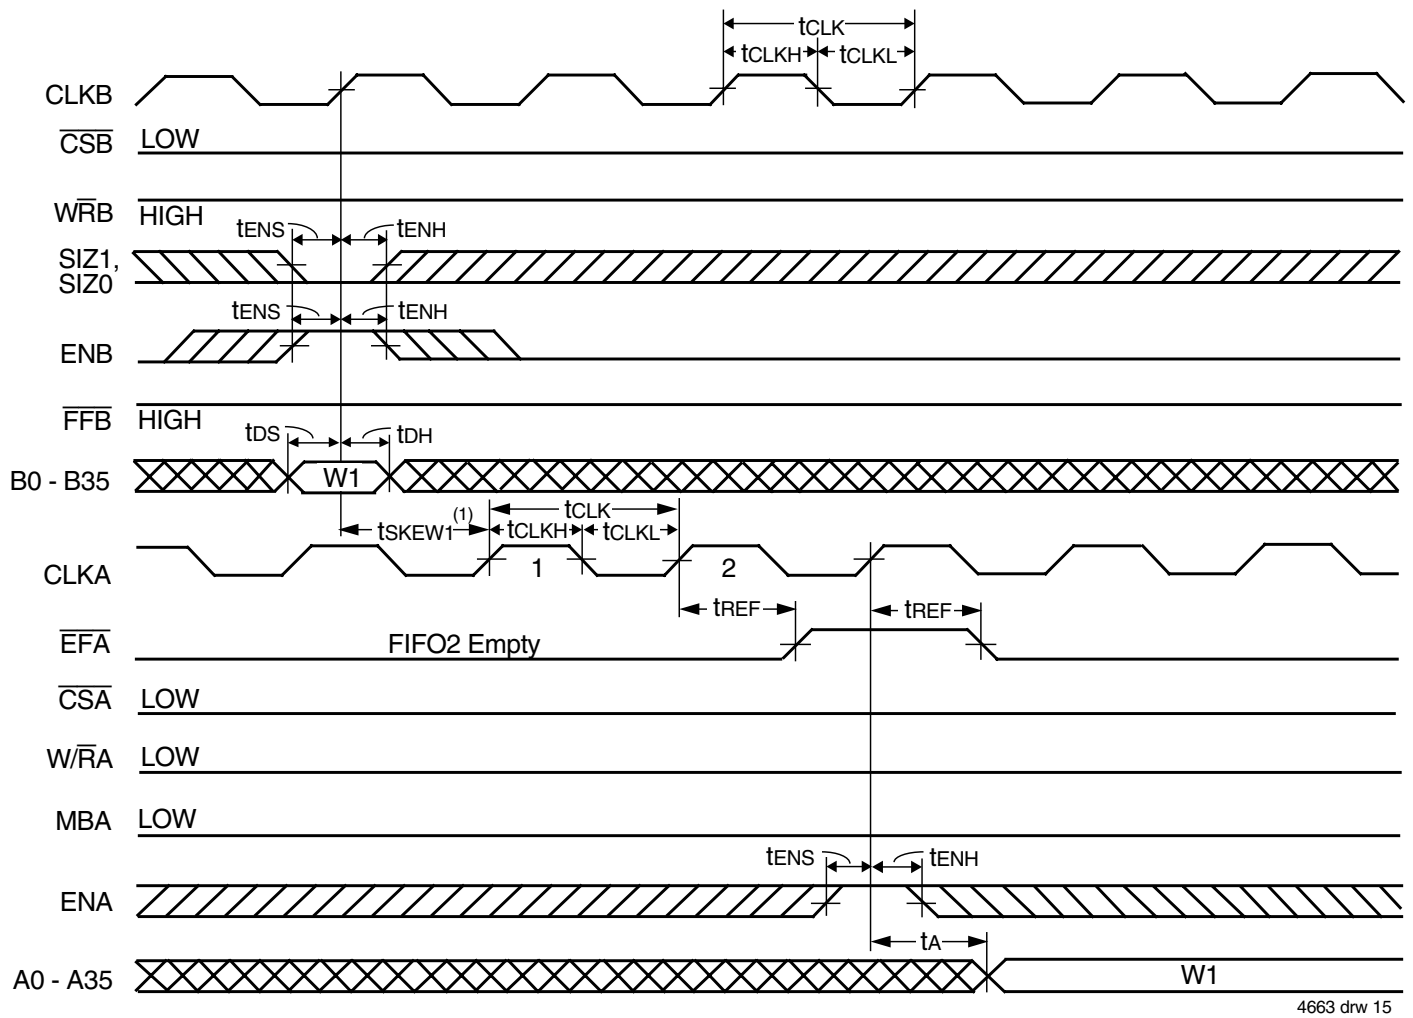 tCLK
tCLKH tCLKL
CLKB
CSB LOW
WRB HIGH
tENS tENH
SIZ1,
SIZ0
tENS tENH
ENB
FFB HIGH
tDS tDH
B0 - B35 W1
tSKEW1(1) tCLK
tCLKH tCLKL
CLKA 1 2
tREF tREF
EFA FIFO2 Empty
CSA LOW
W/RA LOW
MBA LOW
tENS tENH
ENA
tA
A0 - A35 W1
4663 drw 15